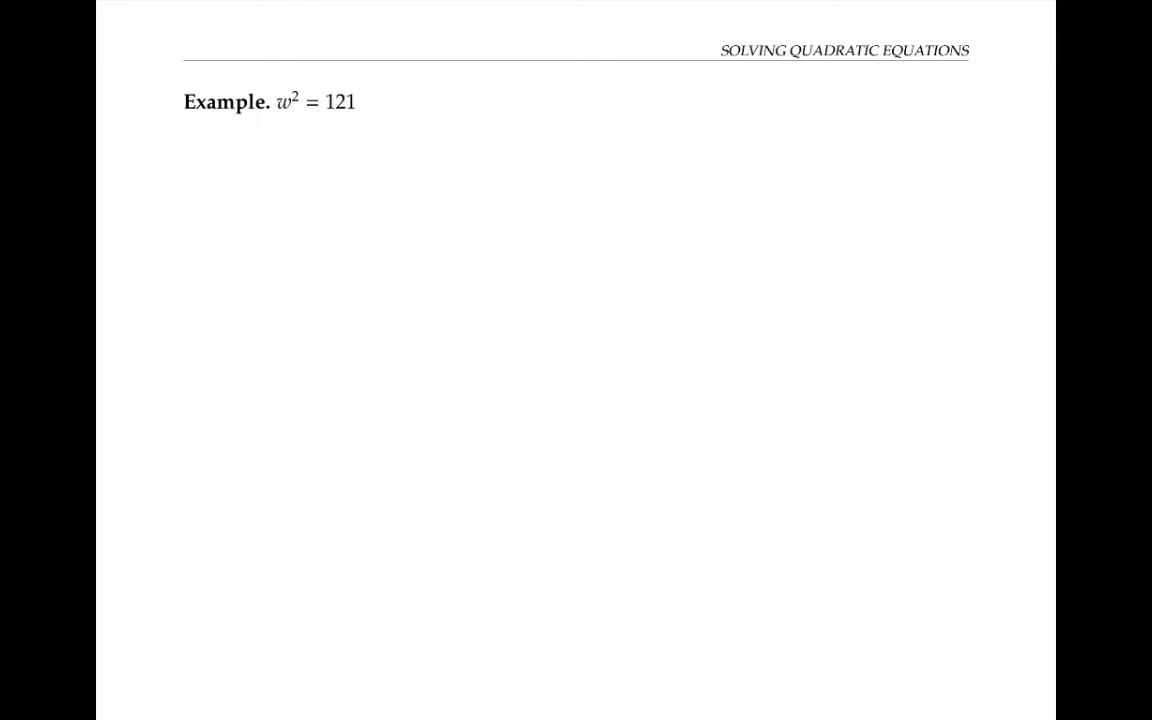 SOLVING QUADRATIC EQUATIONS
Example. w² = 121